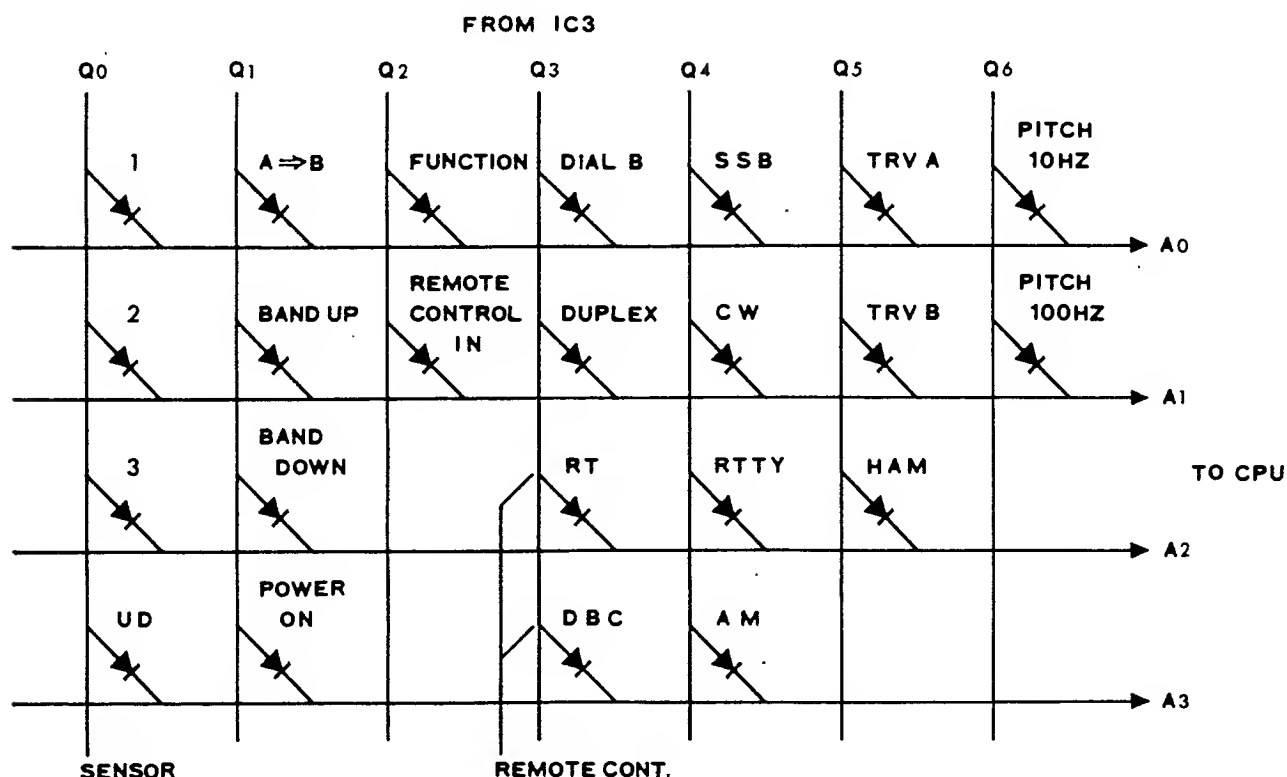 FROM IC3
Q0 Q1 Q2 Q3 Q4 Q5 Q6
1 A⇒B FUNCTION DIAL B SSB TRV A PITCH 10HZ
A0
2 BAND UP REMOTE CONTROL IN DUPLEX CW TRV B PITCH 100HZ
A1
3 BAND DOWN RT RTTY HAM
TO CPU
A2
UD POWER ON DBC AM
A3
SENSOR REMOTE CONT.